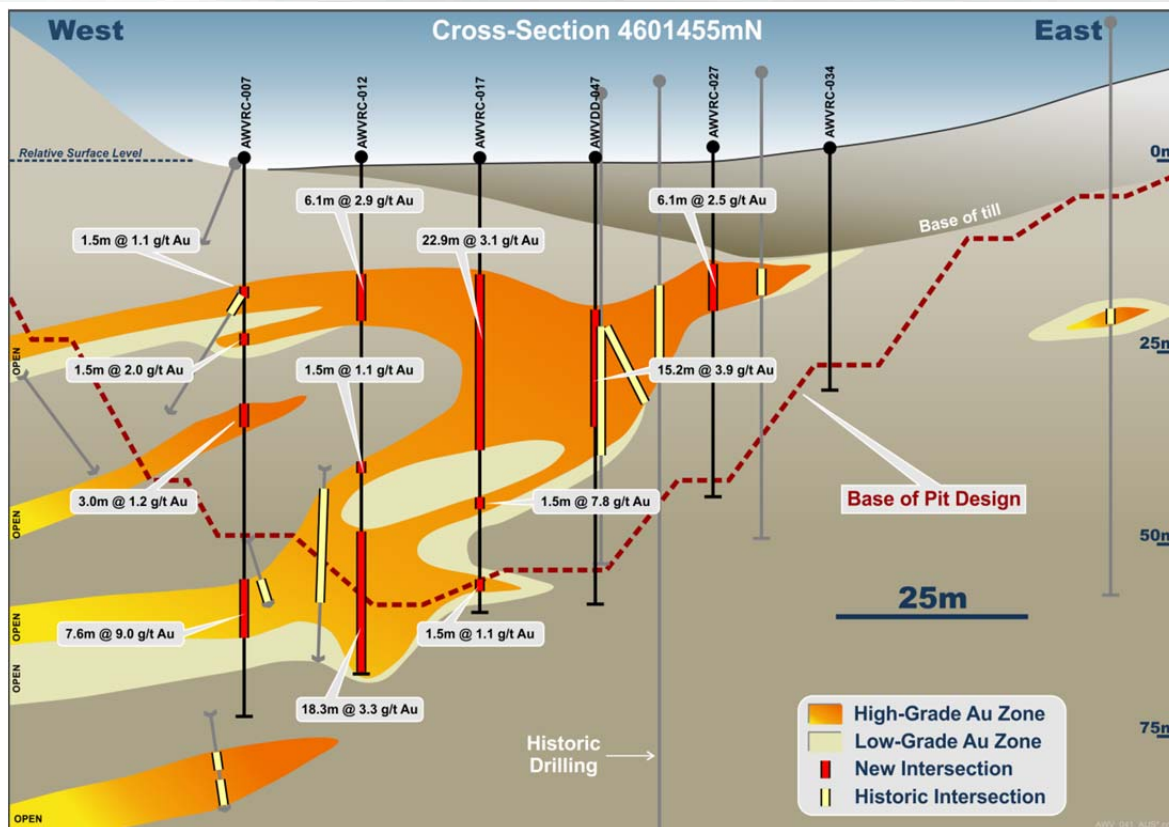 West
Cross-Section 4601455mN
East
AWVRC-007
AWVRC-012
AWVRC-017
AWVDD-047
AWVRC-027
AWVRC-034
Relative Surface Level
0m
6.1m @ 2.9 g/t Au
6.1m @ 2.5 g/t Au
1.5m @ 1.1 g/t Au
22.9m @ 3.1 g/t Au
Base of till
OPEN
25m
1.5m @ 2.0 g/t Au
1.5m @ 1.1 g/t Au
15.2m @ 3.9 g/t Au
3.0m @ 1.2 g/t Au
1.5m @ 7.8 g/t Au
Base of Pit Design
OPEN
50m
25m
OPEN
7.6m @ 9.0 g/t Au
1.5m @ 1.1 g/t Au
OPEN
18.3m @ 3.3 g/t Au
High-Grade Au Zone
75m
Historic
Drilling
Low-Grade Au Zone
New Intersection
Historic Intersection
OPEN